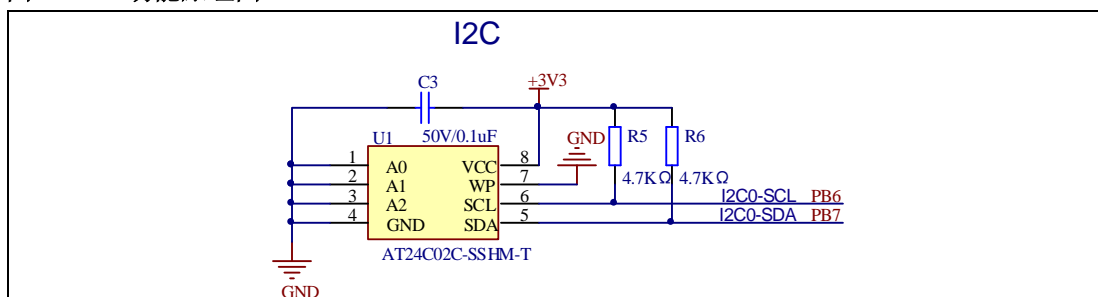 I2C
C3
+3V3
U1
50V/0.1uF
GND
R5
R6
1
A0
VCC
8
2
A1
WP
7
4.7KΩ
4.7KΩ
3
A2
SCL
6
I2C0-SCL
PB6
4
GND
SDA
5
I2C0-SDA
PB7
AT24C02C-SSHM-T
GND